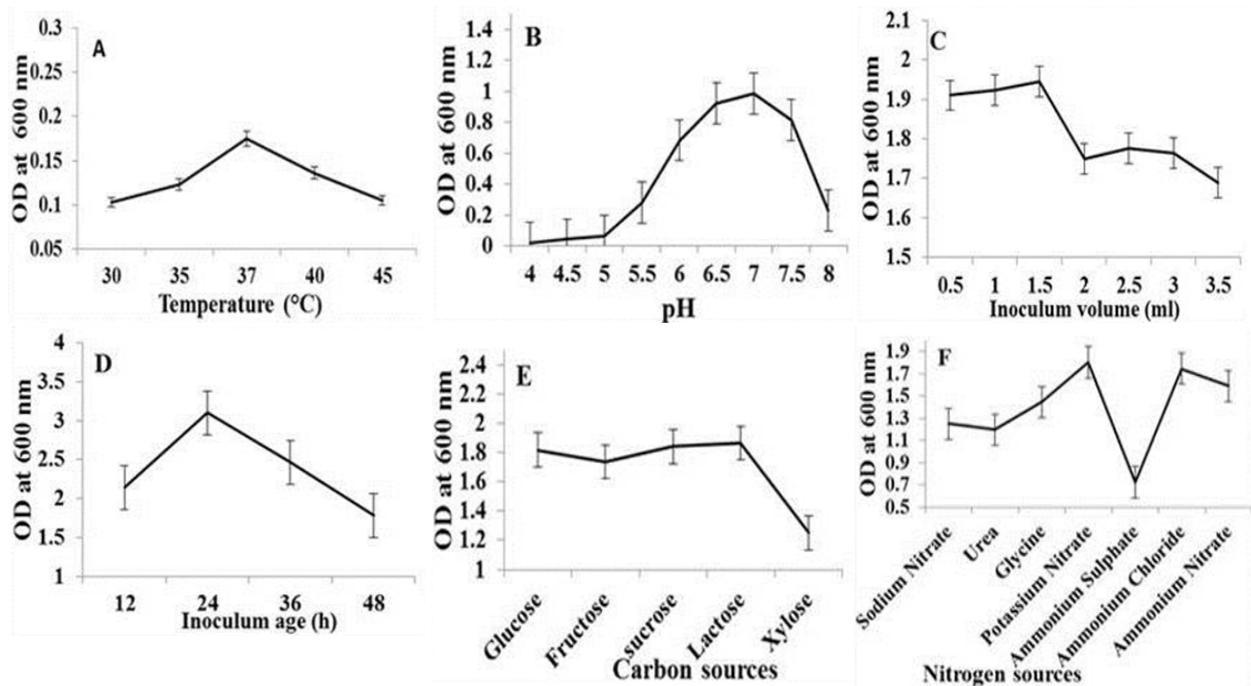 A
OD at 600 nm
0.3
0.25
0.2
0.15
0.1
0.05
30 35 37 40 45
Temperature (°C)
B
OD at 600 nm
1.4
1.2
1
0.8
0.6
0.4
0.2
0
4 4.5 5 5.5 6 6.5 7 7.5 8
pH
C
OD at 600 nm
2.1
2
1.9
1.8
1.7
1.6
1.5
0.5 1 1.5 2 2.5 3 3.5
Inoculum volume (ml)
D
OD at 600 nm
4
3.5
3
2.5
2
1.5
1
12 24 36 48
Inoculum age (h)
E
OD at 600 nm
2.4
2.2
2
1.8
1.6
1.4
1.2
1
Glucose
Fructose
sucrose
Lactose
Xylose
Carbon sources
F
OD at 600 nm
1.9
1.7
1.5
1.3
1.1
0.9
0.7
0.5
Sodium Nitrate
Urea
Glycine
Potassium Nitrate
Ammonium Sulphate
Ammonium Chloride
Ammonium Nitrate
Nitrogen sources